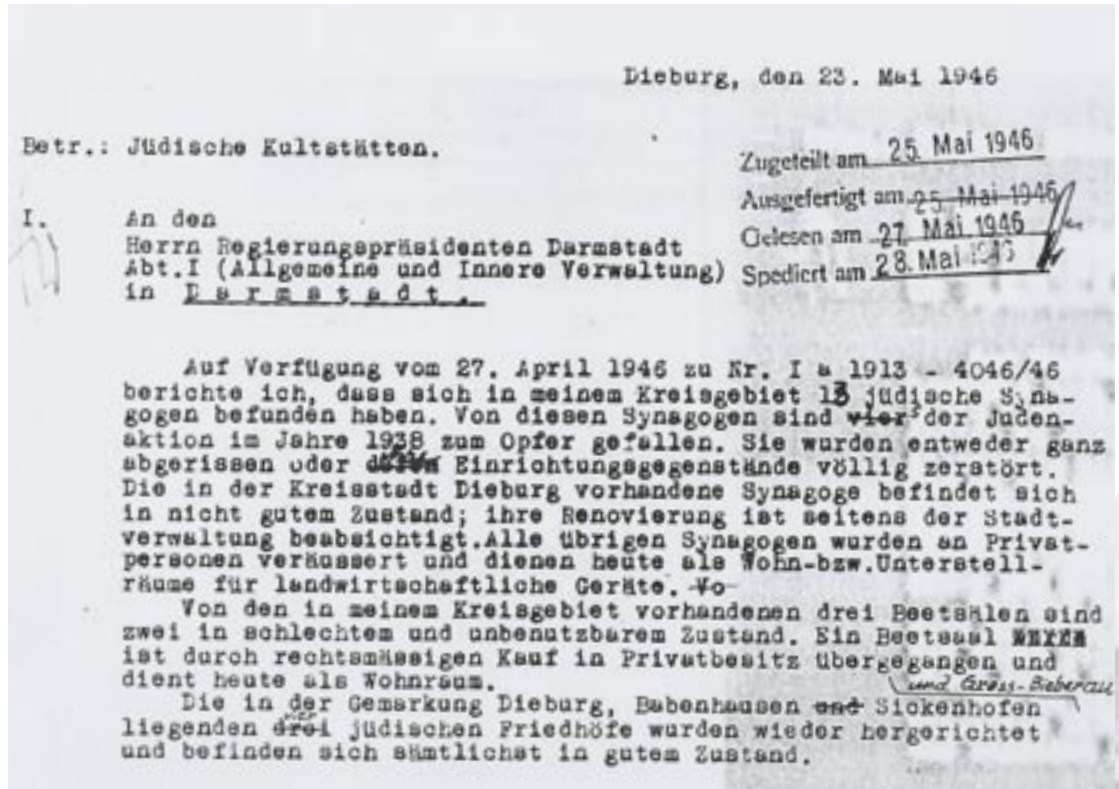 Dieburg, den 23. Mai 1946
Betr.: Jüdische Kultstätten.
Zugeteilt am 25. Mai 1946
Ausgefertigt am 25. Mai 1946
Gelesen am 27. Mai 1946
Spediert am 28. Mai 1946
I. An den
Herrn Regierungspräsidenten Darmstadt
Abt.I (Allgemeine und Innere Verwaltung)
in Darmstadt.
Auf Verfügung vom 27. April 1946 zu Nr. I a 1913 - 4046/46
berichte ich, dass sich in meinem Kreisgebiet 13 jüdische Syna-
gogen befunden haben. Von diesen Synagogen sind vier der Juden-
aktion im Jahre 1938 zum Opfer gefallen. Sie wurden entweder ganz
abgerissen oder Einrichtungsgegenstände völlig zerstört.
Die in der Kreisstadt Dieburg vorhandene Synagoge befindet sich
in nicht gutem Zustand; ihre Renovierung ist seitens der Stadt-
verwaltung beabsichtigt.Alle übrigen Synagogen wurden an Privat-
personen veräussert und dienen heute als Wohn-bzw.Unterstell-
räume für landwirtschaftliche Geräte. Vo
Von den in meinem Kreisgebiet vorhandenen drei Beetsälen sind
zwei in schlechtem und unbenutzbarem Zustand. Ein Beetsaal
ist durch rechtsmässigen Kauf in Privatbesitz übergegangen und
dient heute als Wohnraum.
und Gross-Bieberau
Die in der Gemarkung Dieburg, Babenhausen und Sickenhofen
vier
liegenden drei jüdischen Friedhöfe wurden wieder hergerichtet
und befinden sich sämtlichst in gutem Zustand.